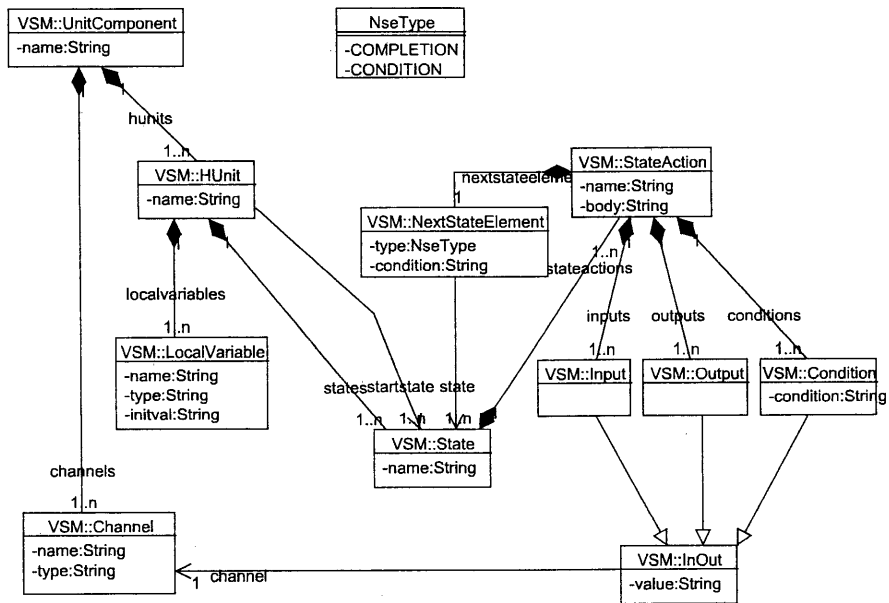 VSM::UnitComponent
-name:String
NseType
-COMPLETION
-CONDITION
1
1
hunits
1..n
VSM::HUnit
-name:String
1
1
VSM::StateAction
-name:String
-body:String
nextstateeleme
1
VSM::NextStateElement
-type:NseType
-condition:String
1..n
1
1
stateactions
localvariables
1..n
VSM::LocalVariable
-name:String
-type:String
-initval:String
inputs
outputs
conditions
1..n
1..n
1..n
VSM::Input
VSM::Output
VSM::Condition
-condition:String
states
startstate
state
1..n
VSM::State
-name:String
channels
1..n
VSM::Channel
-name:String
-type:String
1
channel
VSM::InOut
-value:String